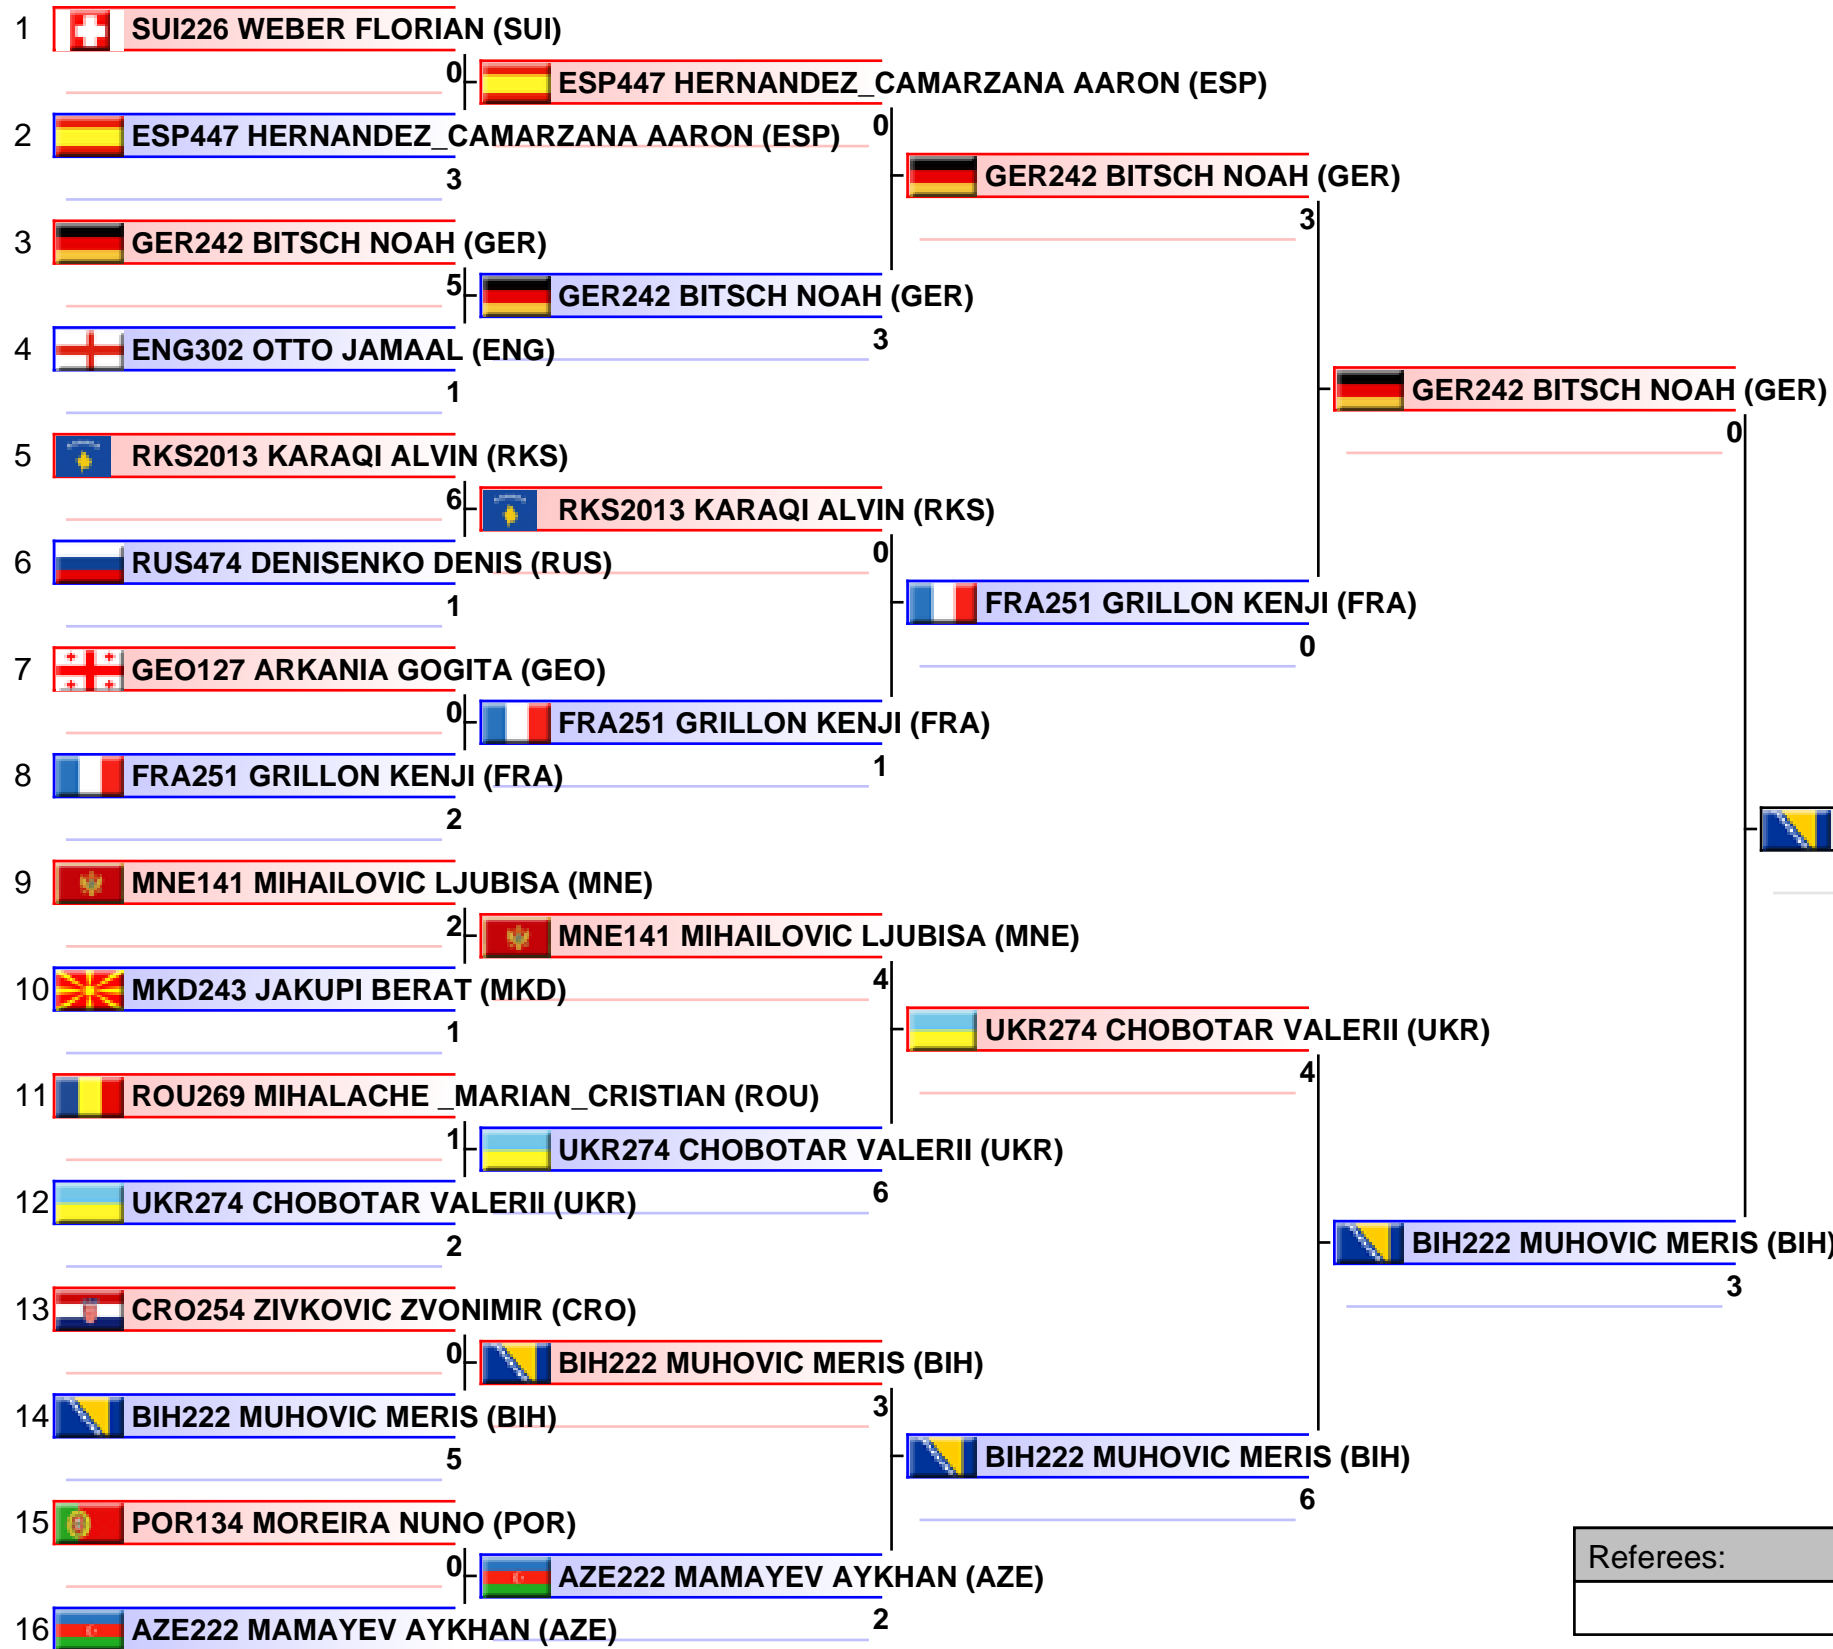 1 SUI226 WEBER FLORIAN (SUI)
0 ESP447 HERNANDEZ_CAMARZANA AARON (ESP)
2 ESP447 HERNANDEZ_CAMARZANA AARON (ESP) 0
GER242 BITSCH NOAH (GER)
3
3
3 GER242 BITSCH NOAH (GER)
5 GER242 BITSCH NOAH (GER)
4 ENG302 OTTO JAMAAL (ENG) 3
1
GER242 BITSCH NOAH (GER)
0
5 RKS2013 KARAQI ALVIN (RKS)
6 RKS2013 KARAQI ALVIN (RKS)
6 RUS474 DENISENKO DENIS (RUS) 0
1
FRA251 GRILLON KENJI (FRA)
0
7 GEO127 ARKANIA GOGITA (GEO)
0 FRA251 GRILLON KENJI (FRA)
8 FRA251 GRILLON KENJI (FRA) 1
2
9 MNE141 MIHAILOVIC LJUBISA (MNE)
2 MNE141 MIHAILOVIC LJUBISA (MNE)
10 MKD243 JAKUPI BERAT (MKD) 4
1
UKR274 CHOBOTAR VALERII (UKR)
4
11 ROU269 MIHALACHE _MARIAN_CRISTIAN (ROU)
1 UKR274 CHOBOTAR VALERII (UKR)
12 UKR274 CHOBOTAR VALERII (UKR) 6
2
BIH222 MUHOVIC MERIS (BIH)
3
13 CRO254 ZIVKOVIC ZVONIMIR (CRO)
0 BIH222 MUHOVIC MERIS (BIH)
14 BIH222 MUHOVIC MERIS (BIH) 3
5
BIH222 MUHOVIC MERIS (BIH)
6
15 POR134 MOREIRA NUNO (POR)
0 AZE222 MAMAYEV AYKHAN (AZE)
16 AZE222 MAMAYEV AYKHAN (AZE) 2
Referees: